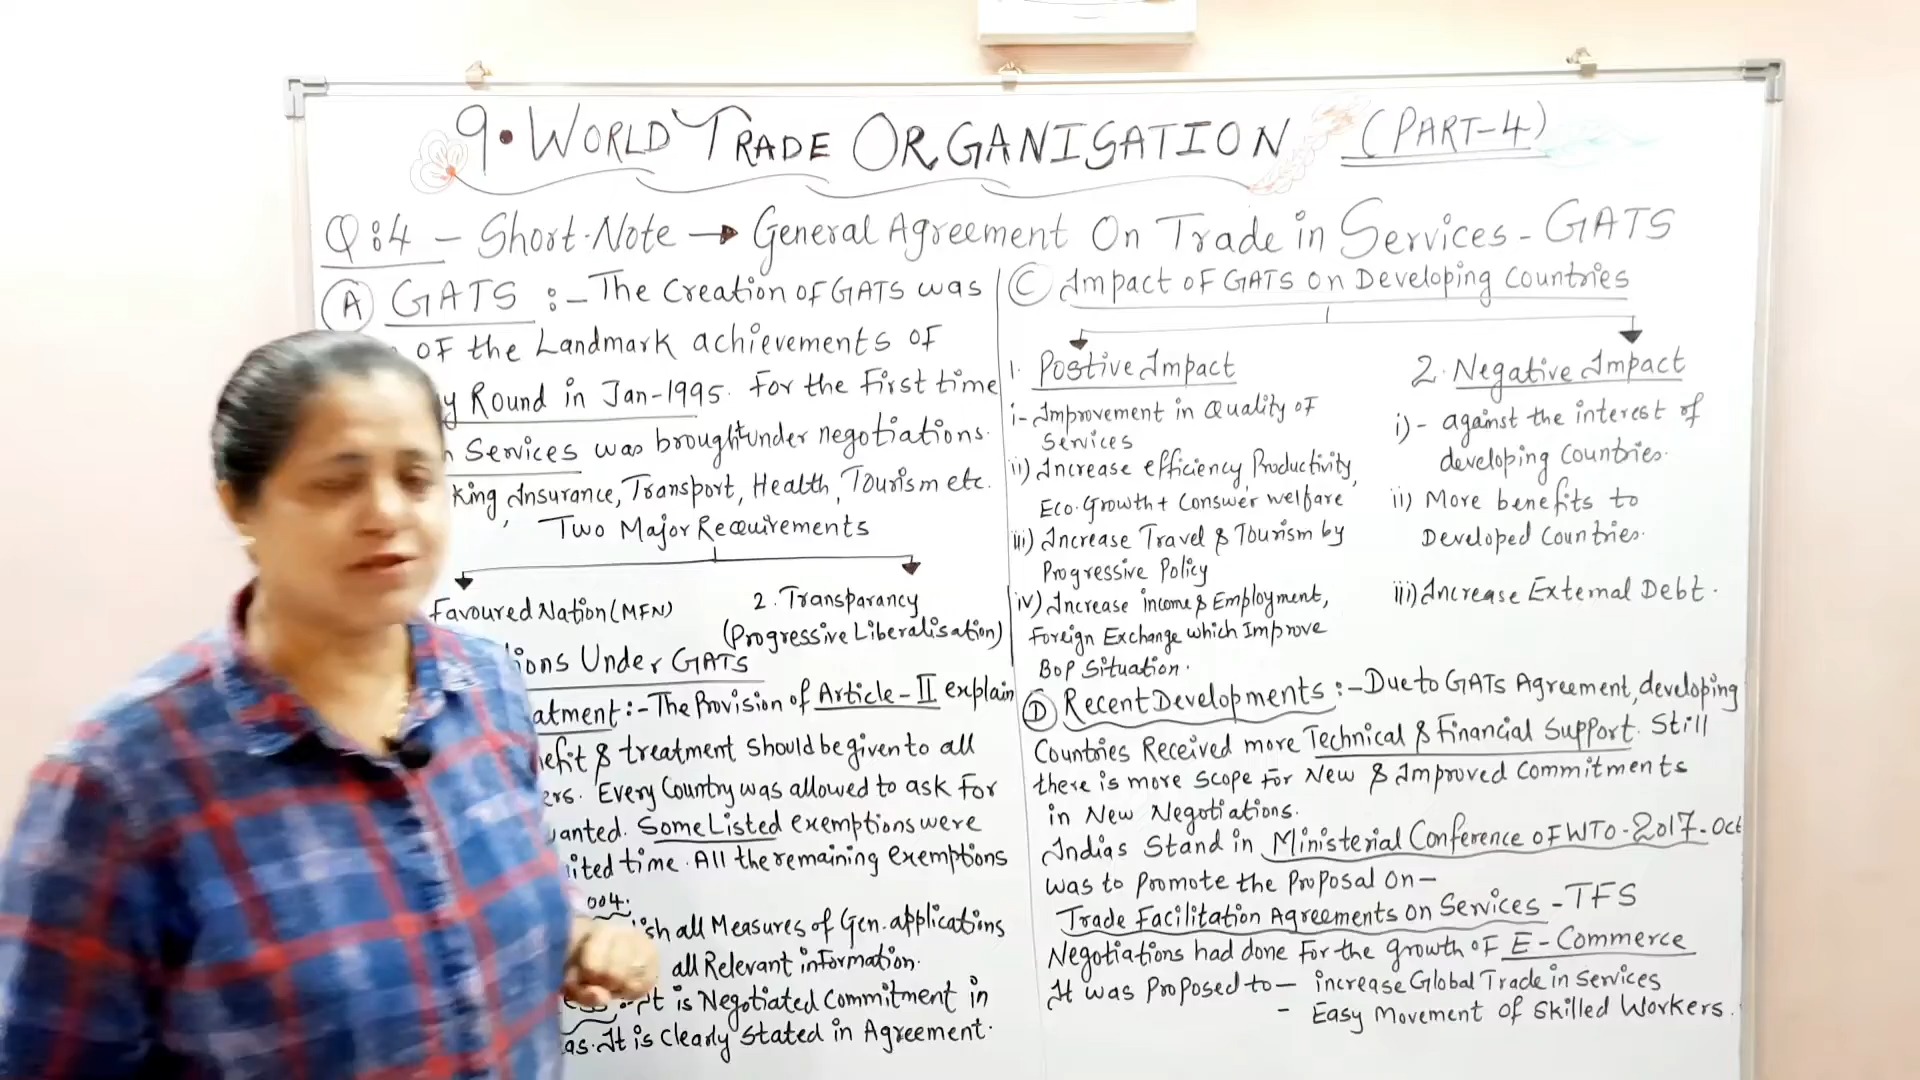 9. WORLD TRADE ORGANISATION (PART-4)
Q:4 - Short-Note → General Agreement On Trade in Services - GATS
(A) GATS :- The Creation of GATS was
of the Landmark achievements of
y Round in Jan-1995. For the First time
Services was brought under negotiations.
king, Insurance, Transport, Health, Tourism etc.
Two Major Requirements
Favoured Nation (MFN)
2. Transparancy
(Progressive Liberalisation)
ions Under GATS
atment :- The Provision of Article-II explain
efit & treatment should be given to all
ers. Every Country was allowed to ask for
wanted. Some Listed exemptions were
ited time. All the remaining exemptions
004.
ish all Measures of Gen. applications
all Relevant information.
It is Negotiated Commitment in
as. It is Clearly Stated in Agreement.
(C) Impact of GATS on Developing Countries
1. Postive Impact
i- Improvement in Quality of
Services
ii) Increase efficiency, Productivity,
Eco. Growth + Conswer welfare
iii) Increase Travel & Tourism by
Progressive Policy
iv) Increase income & Employment,
Foreign Exchange which Improve
BoP Situation.
2. Negative Impact
i) - against the interest of
developing Countries.
ii) More benefits to
Developed Countries.
iii) Increase External Debt.
(D) Recent Developments :- Due to GATs Agreement, developing
Countries Received more Technical & Financial Support. Still
there is more Scope for New & Improved Commitments
in New Negotiations.
Indias Stand in Ministerial Conference of WTO-2017-Oct
was to promote the Proposal on -
Trade Facilitation Agreements on Services - TFS
Negotiations had done for the growth of E-Commerce
It was Proposed to - increase Global Trade in Services
- Easy Movement of Skilled Workers.